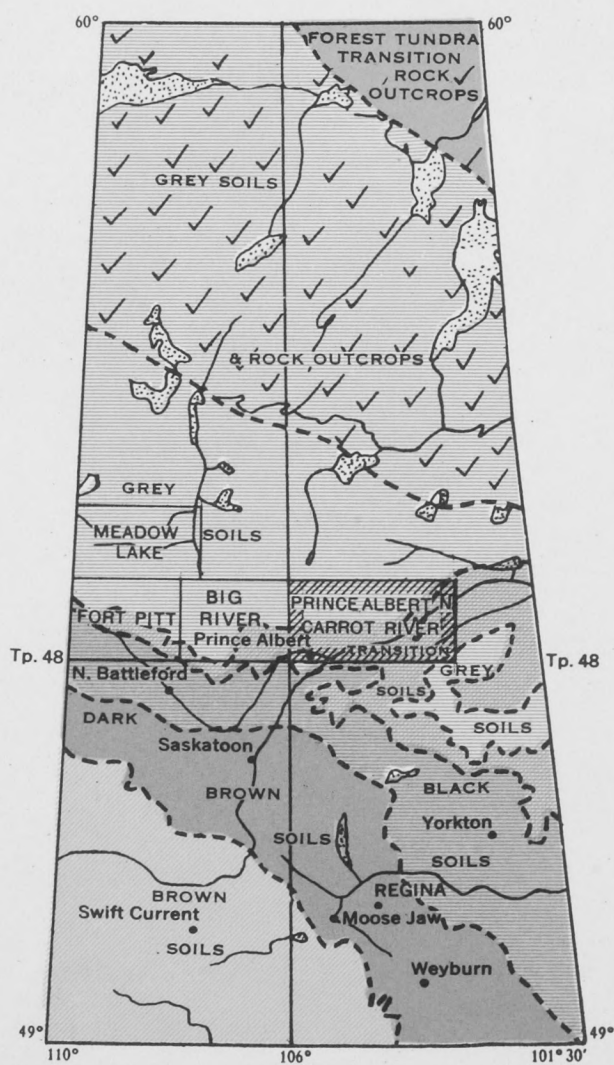 60°
60°
FOREST TUNDRA
TRANSITION
ROCK
OUTCROPS
GREY SOILS
& ROCK OUTCROPS
GREY
SOILS
MEADOW
LAKE
FORT PITT
BIG
RIVER
Prince Albert
PRINCE ALBERT N
CARROT RIVER
TRANSITION
Tp. 48
Tp. 48
N. Battleford
GREY
SOILS
SOILS
DARK
Saskatoon
BROWN
SOILS
BLACK
Yorkton
SOILS
BROWN
Swift Current
SOILS
REGINA
Moose Jaw
Weyburn
49°
49°
110°
106°
101° 30'